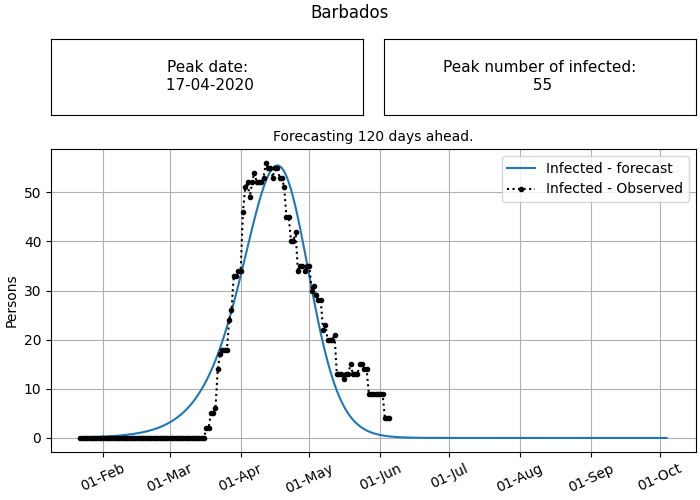 Barbados
Peak date:
17-04-2020
Peak number of infected:
55
Forecasting 120 days ahead.
Infected - forecast
Infected - Observed
Persons
50
40
30
20
10
0
01-Feb
01-Mar
01-Apr
01-May
01-Jun
01-Jul
01-Aug
01-Sep
01-Oct